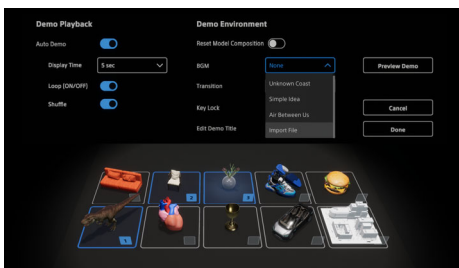 Demo Playback
Demo Environment
Auto Demo
Reset Model Composition
Display Time
5 sec
BGM
None
Preview Demo
Loop (ON/OFF)
Transition
Unknown Coast
Shuffle
Simple Idea
Key Lock
Air Between Us
Cancel
Edit Demo Title
Import File
Done
2
3
1